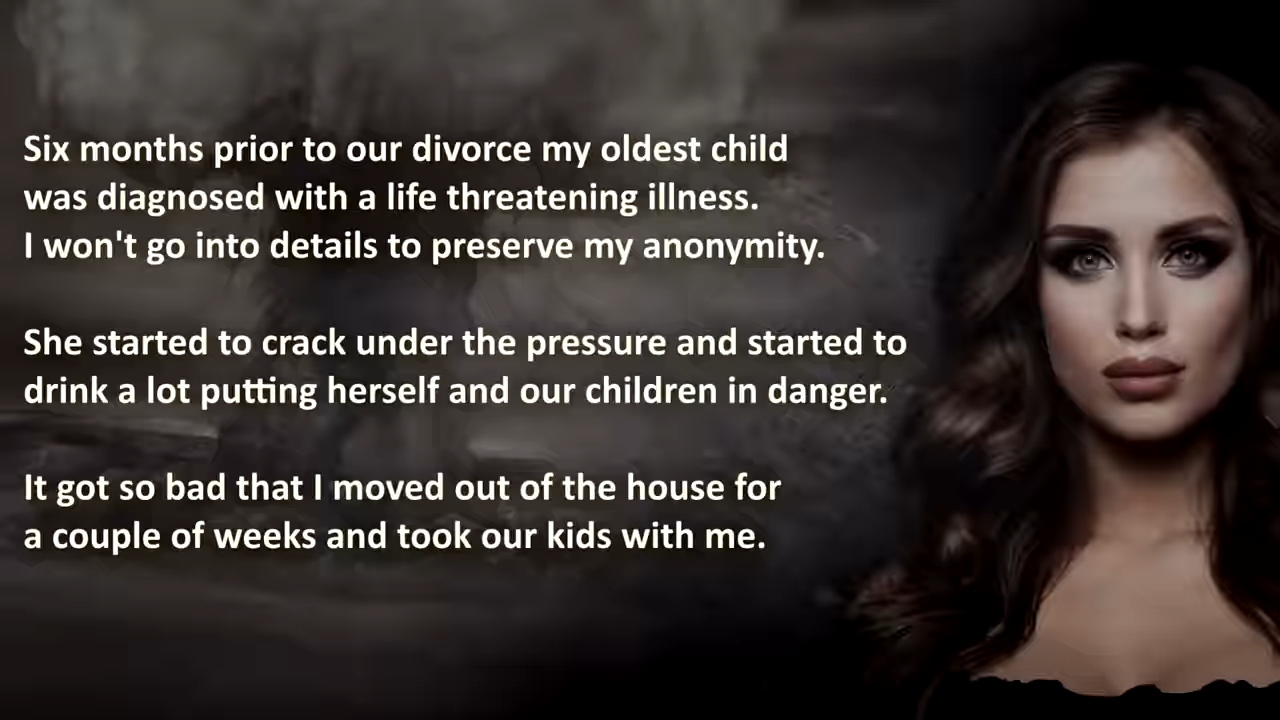 Six months prior to our divorce my oldest child
was diagnosed with a life threatening illness.
I won't go into details to preserve my anonymity.
She started to crack under the pressure and started to
drink a lot putting herself and our children in danger.
It got so bad that I moved out of the house for
a couple of weeks and took our kids with me.